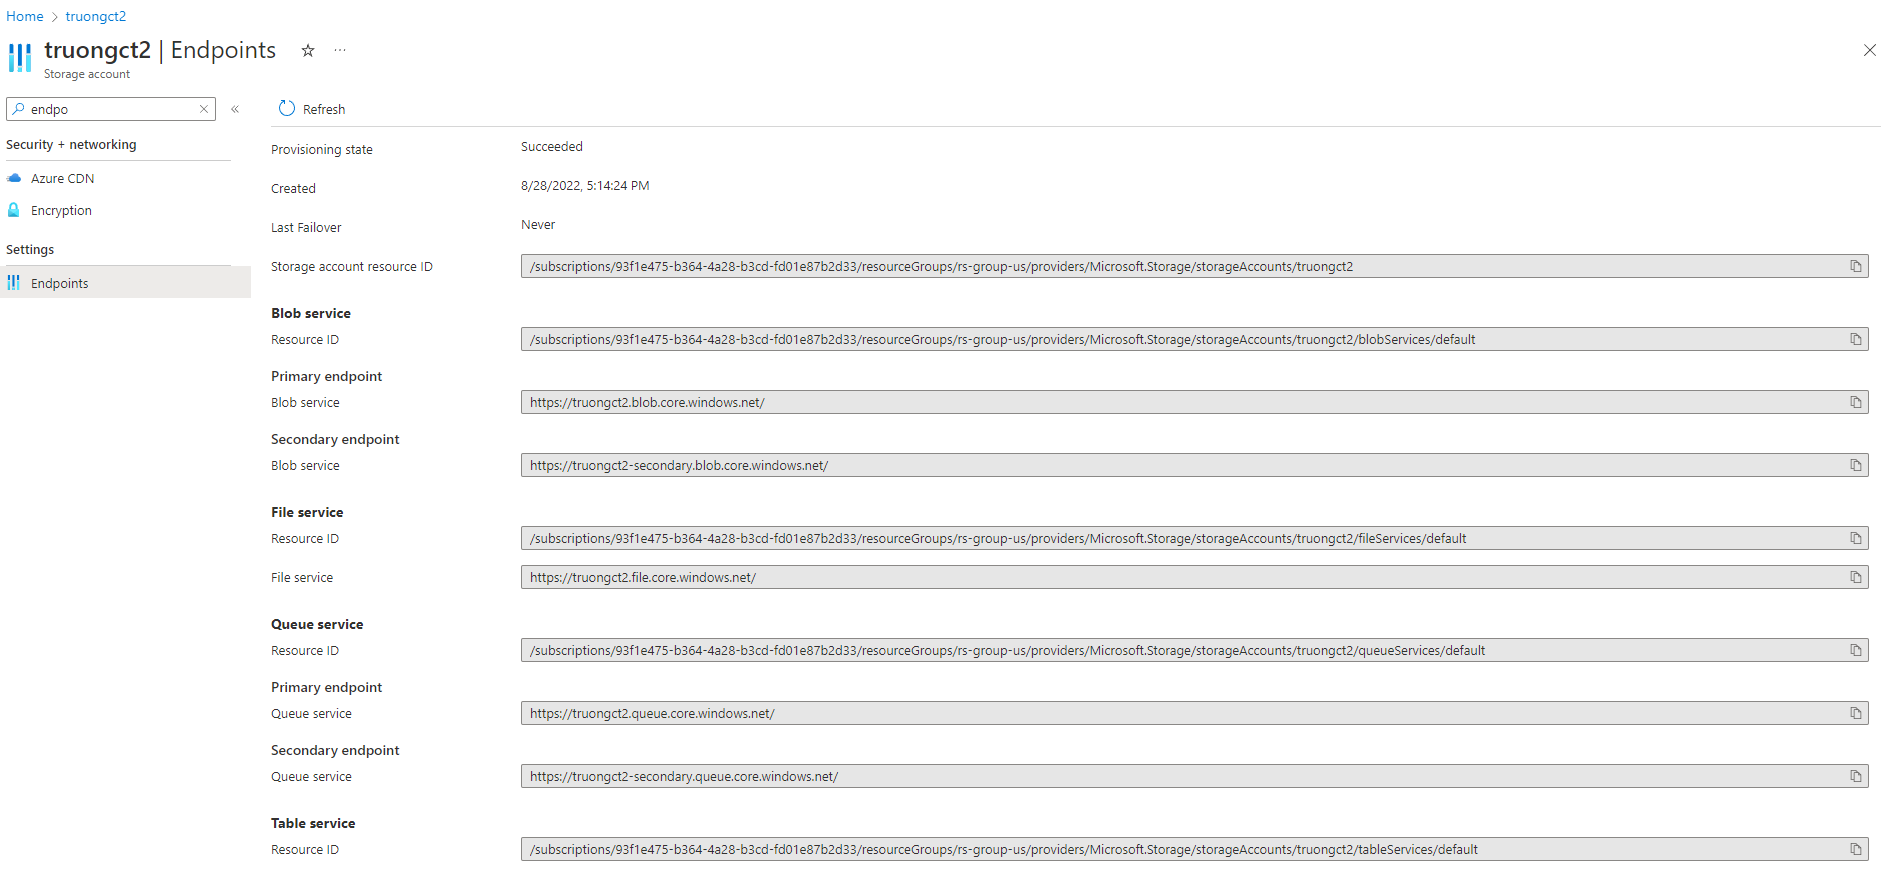 Home > truongct2
truongct2 | Endpoints ☆ ...
Storage account
endpo
Security + networking
Azure CDN
Encryption
Settings
Endpoints
Refresh
Provisioning state Succeeded
Created 8/28/2022, 5:14:24 PM
Last Failover Never
Storage account resource ID /subscriptions/93f1e475-b364-4a28-b3cd-fd01e87b2d33/resourceGroups/rs-group-us/providers/Microsoft.Storage/storageAccounts/truongct2
Blob service
Resource ID /subscriptions/93f1e475-b364-4a28-b3cd-fd01e87b2d33/resourceGroups/rs-group-us/providers/Microsoft.Storage/storageAccounts/truongct2/blobServices/default
Primary endpoint
Blob service https://truongct2.blob.core.windows.net/
Secondary endpoint
Blob service https://truongct2-secondary.blob.core.windows.net/
File service
Resource ID /subscriptions/93f1e475-b364-4a28-b3cd-fd01e87b2d33/resourceGroups/rs-group-us/providers/Microsoft.Storage/storageAccounts/truongct2/fileServices/default
File service https://truongct2.file.core.windows.net/
Queue service
Resource ID /subscriptions/93f1e475-b364-4a28-b3cd-fd01e87b2d33/resourceGroups/rs-group-us/providers/Microsoft.Storage/storageAccounts/truongct2/queueServices/default
Primary endpoint
Queue service https://truongct2.queue.core.windows.net/
Secondary endpoint
Queue service https://truongct2-secondary.queue.core.windows.net/
Table service
Resource ID /subscriptions/93f1e475-b364-4a28-b3cd-fd01e87b2d33/resourceGroups/rs-group-us/providers/Microsoft.Storage/storageAccounts/truongct2/tableServices/default